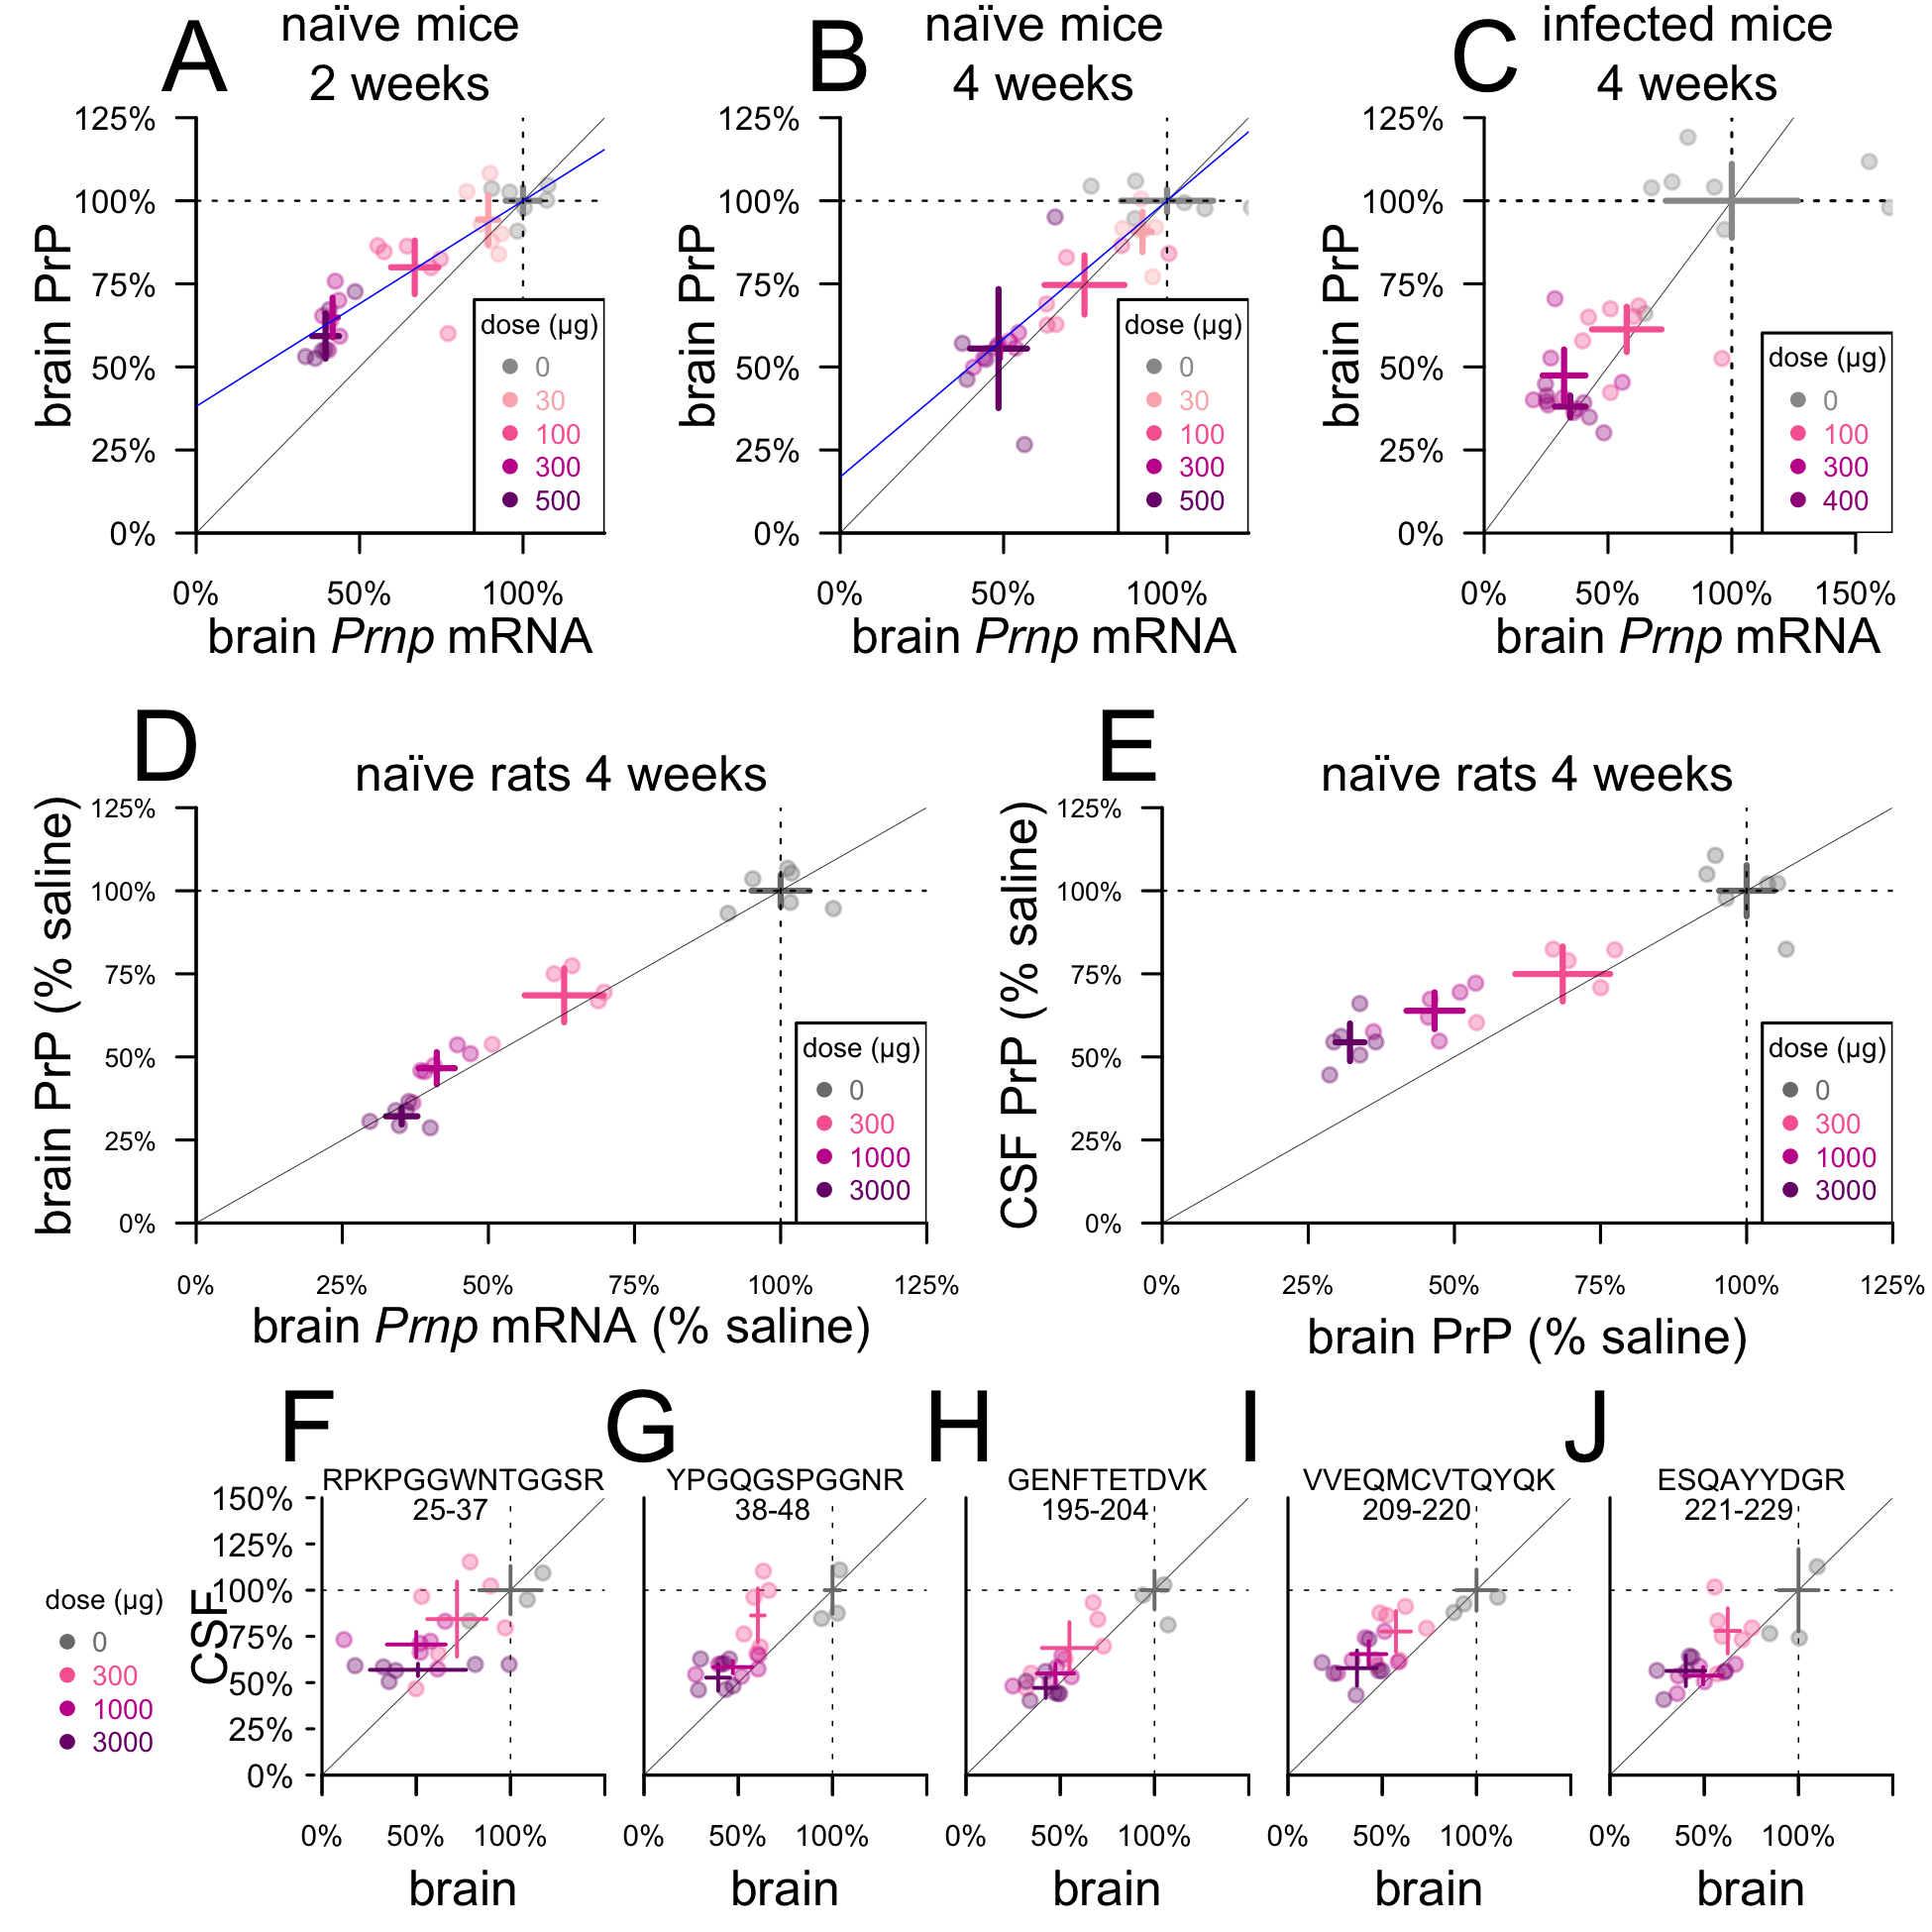 A
naïve mice
2 weeks
125%
100%
75%
50%
25%
0%
brain PrP
dose (µg)
0
30
100
300
500
0%
50%
100%
brain Prnp mRNA
B
naïve mice
4 weeks
125%
100%
75%
50%
25%
0%
brain PrP
dose (µg)
0
30
100
300
500
0%
50%
100%
brain Prnp mRNA
C
infected mice
4 weeks
125%
100%
75%
50%
25%
0%
brain PrP
dose (µg)
0
100
300
400
0%
50%
100%
150%
brain Prnp mRNA
D
naïve rats 4 weeks
125%
100%
75%
50%
25%
0%
brain PrP (% saline)
dose (µg)
0
300
1000
3000
0%
25%
50%
75%
100%
125%
brain Prnp mRNA (% saline)
E
naïve rats 4 weeks
125%
100%
75%
50%
25%
0%
CSF PrP (% saline)
dose (µg)
0
300
1000
3000
0%
25%
50%
75%
100%
125%
brain PrP (% saline)
dose (µg)
0
300
1000
3000
F
RPKPGGWNTGGSR
25-37
150%
125%
100%
75%
50%
25%
0%
CSF
0%
50%
100%
brain
G
YPGQGSPGGNR
38-48
0%
50%
100%
brain
H
GENFTETDVK
195-204
0%
50%
100%
brain
I
VVEQMCVTQYQK
209-220
0%
50%
100%
brain
J
ESQAYYDGR
221-229
0%
50%
100%
brain